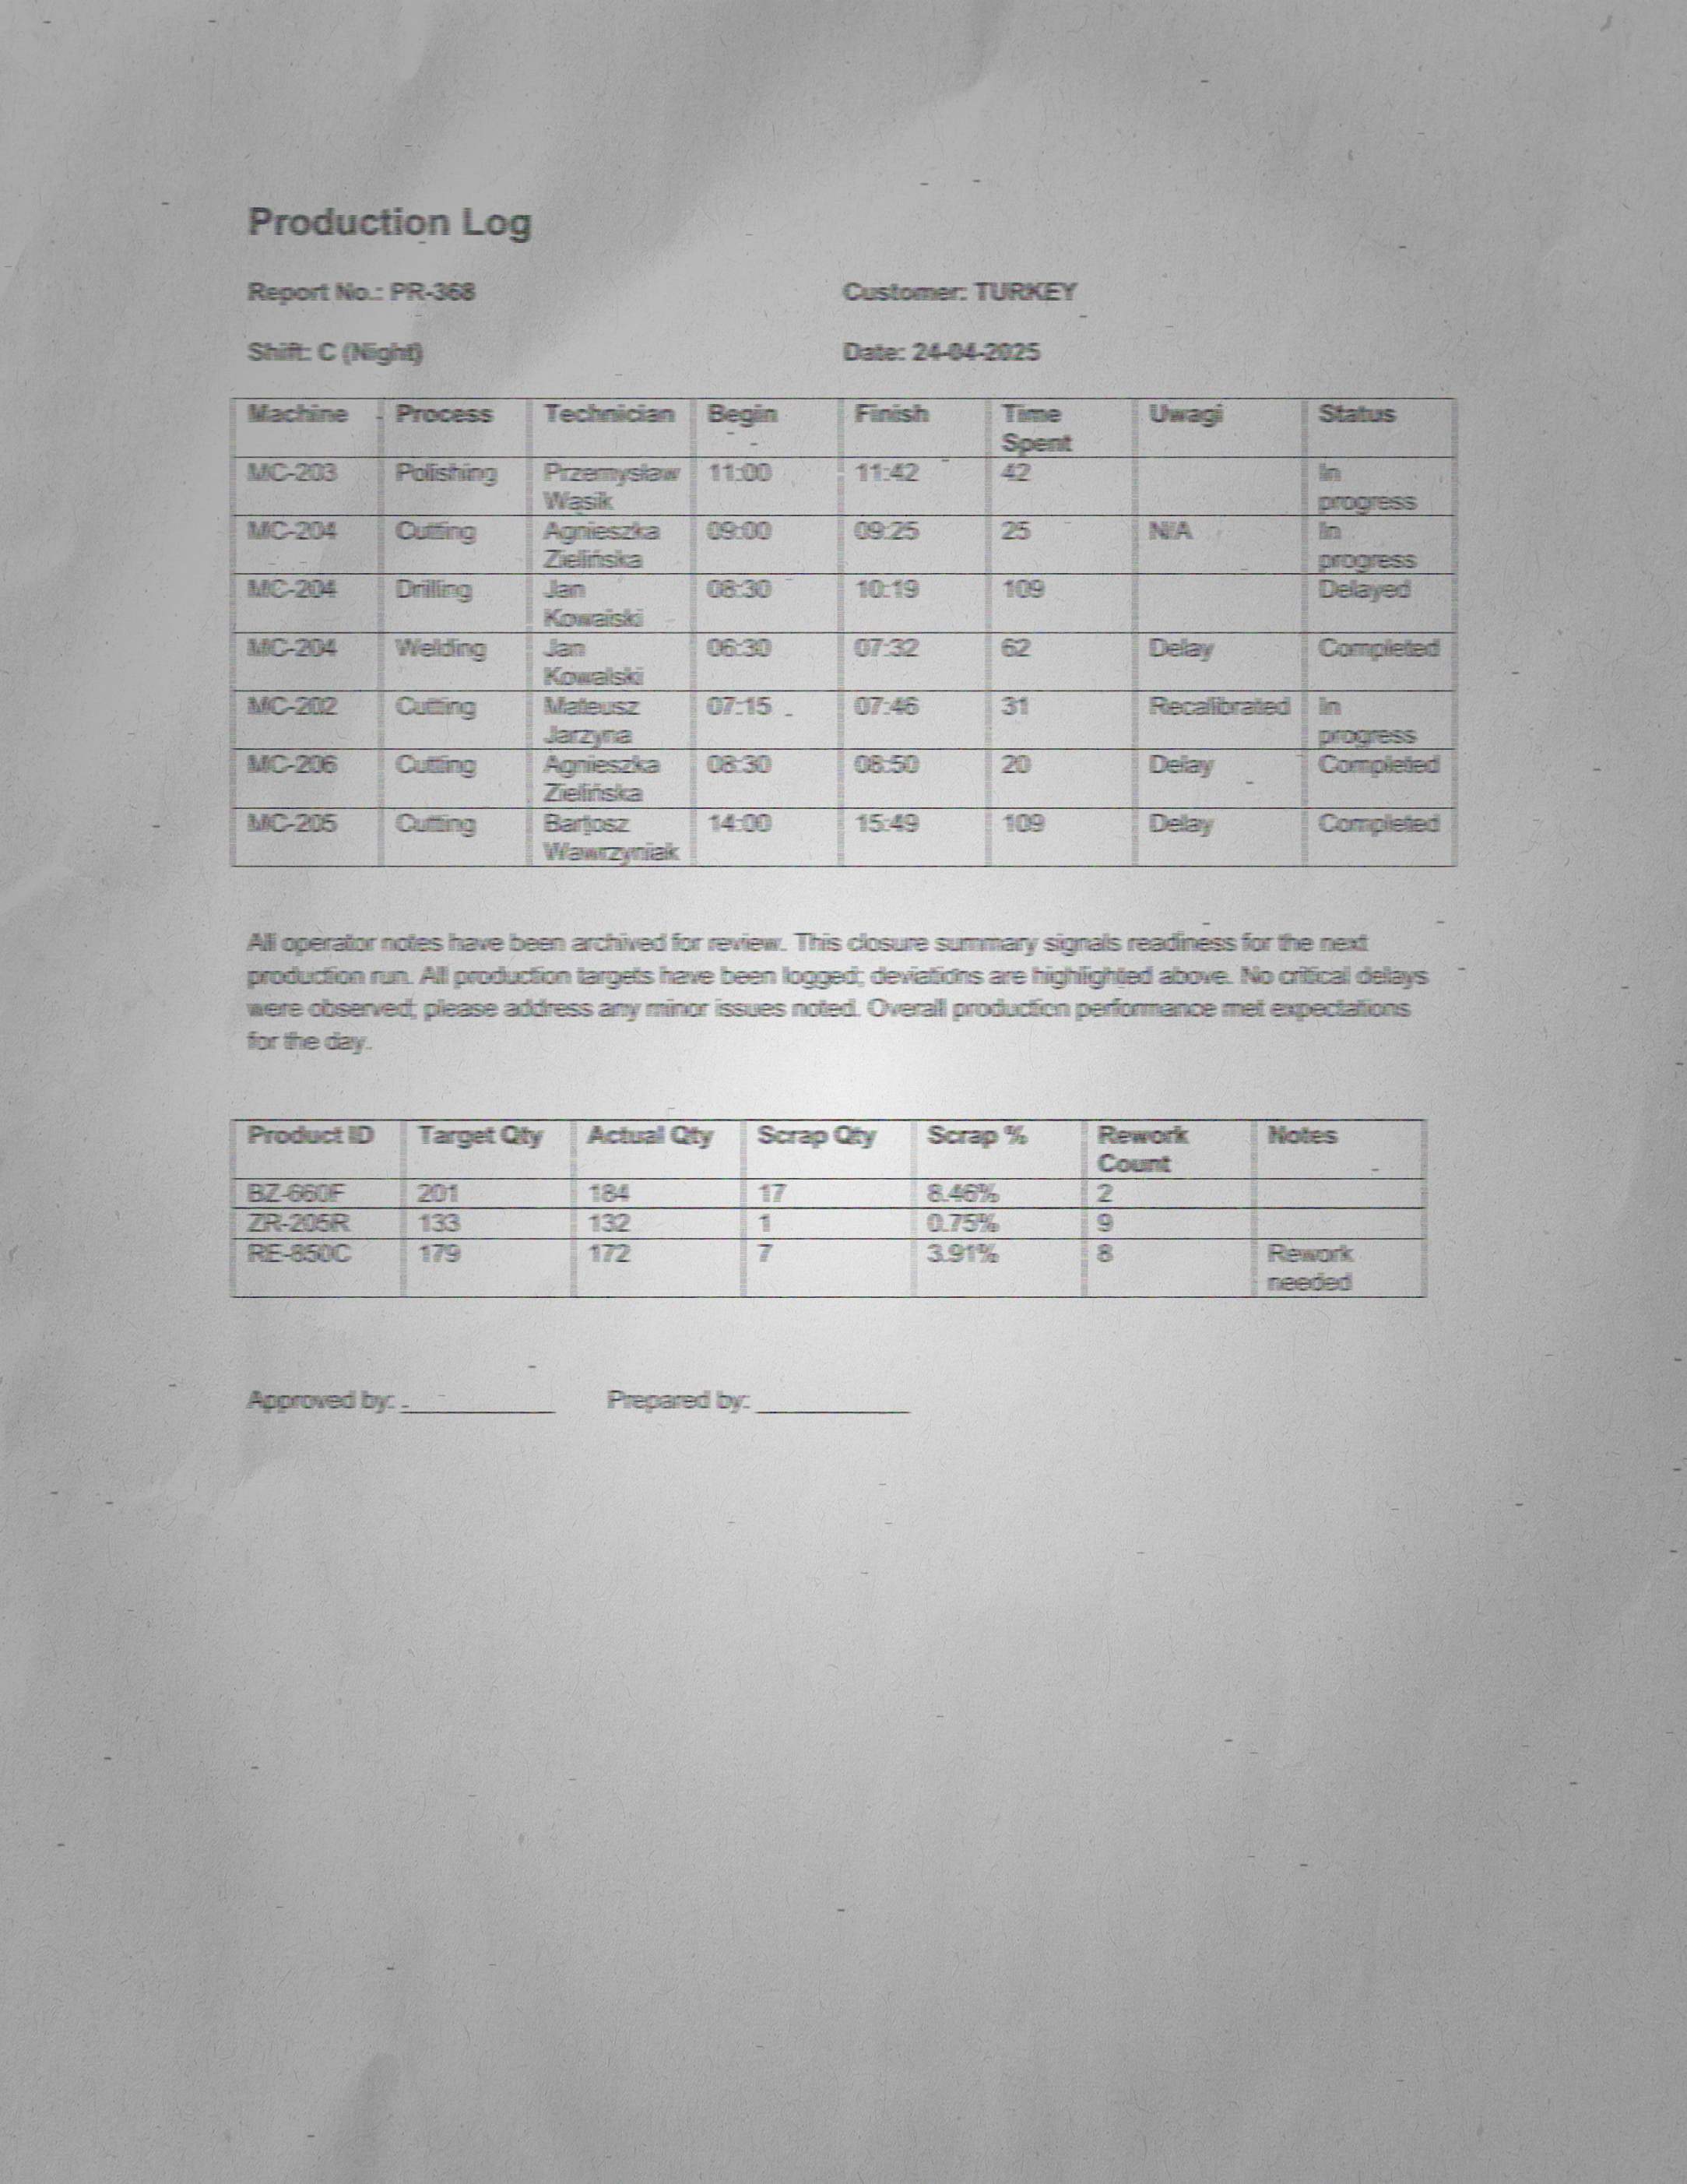 Production Log
Report No.: PR-368 Customer: TURKEY
Shift: C (Night) Date: 24-04-2025
Machine Process Technician Begin Finish Time Spent Uwagi Status
MC-203 Polishing Przemysław Wąsik 11:00 11:42 42 In progress
MC-204 Cutting Agnieszka Zielińska 09:00 09:25 25 N/A In progress
MC-204 Drilling Jan Kowalski 08:30 10:19 109 Delayed
MC-204 Welding Jan Kowalski 06:30 07:32 62 Delay Completed
MC-202 Cutting Mateusz Jarzyna 07:15 07:46 31 Recalibrated In progress
MC-206 Cutting Agnieszka Zielińska 08:30 08:50 20 Delay Completed
MC-205 Cutting Bartosz Wawrzyniak 14:00 15:49 109 Delay Completed
All operator notes have been archived for review. This closure summary signals readiness for the next
production run. All production targets have been logged; deviations are highlighted above. No critical delays
were observed; please address any minor issues noted. Overall production performance met expectations
for the day.
Product ID Target Qty Actual Qty Scrap Qty Scrap % Rework Count Notes
BZ-660F 201 184 17 8.46% 2
ZR-205R 133 132 1 0.75% 9
RE-850C 179 172 7 3.91% 8 Rework needed
Approved by: ____________ Prepared by: ____________